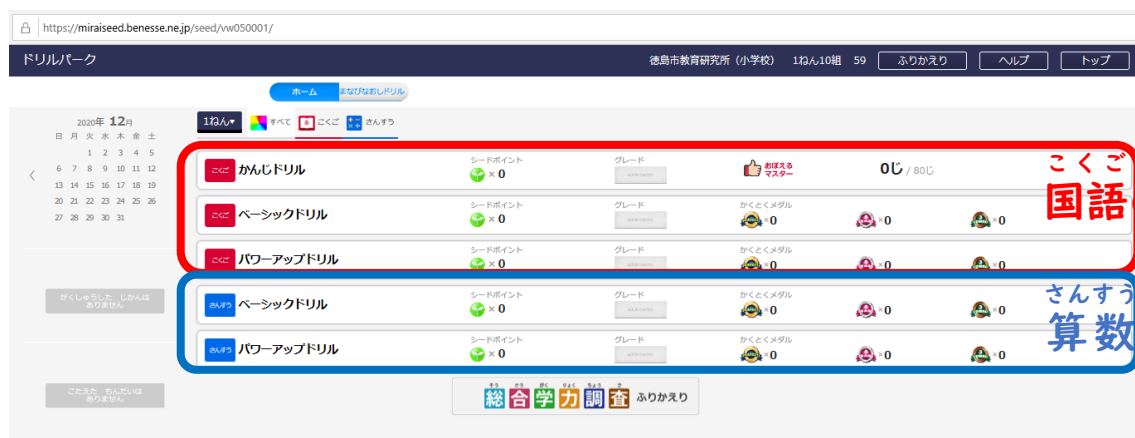 https://miraiseed.benesse.ne.jp/seed/vw050001/
ドリルパーク 徳島市教育研究所(小学校) 1ねん10組 59 ふりかえり ヘルプ トップ
ホーム まなびなおしドリル
1ねん▾ すべて こくご さんすう
2020年 12月
日 月 火 水 木 金 土
1 2 3 4 5
6 7 8 9 10 11 12
13 14 15 16 17 18 19
20 21 22 23 24 25 26
27 28 29 30 31
がくしゅうした じかんは
ありません
こたえた もんだいは
ありません
こくご かんじドリル シードポイント × 0 グレード おぼえるマスター 0じ / 80じ
こくご ベーシックドリル シードポイント × 0 グレード かくとくメダル ×0 ×0 ×0
こくご パワーアップドリル シードポイント × 0 グレード かくとくメダル ×0 ×0 ×0
こくご
国語
さんすう ベーシックドリル シードポイント × 0 グレード かくとくメダル ×0 ×0 ×0
さんすう パワーアップドリル シードポイント × 0 グレード かくとくメダル ×0 ×0 ×0
さんすう
算数
そう ごう がく りょく ちょう さ
総合学力調査 ふりかえり